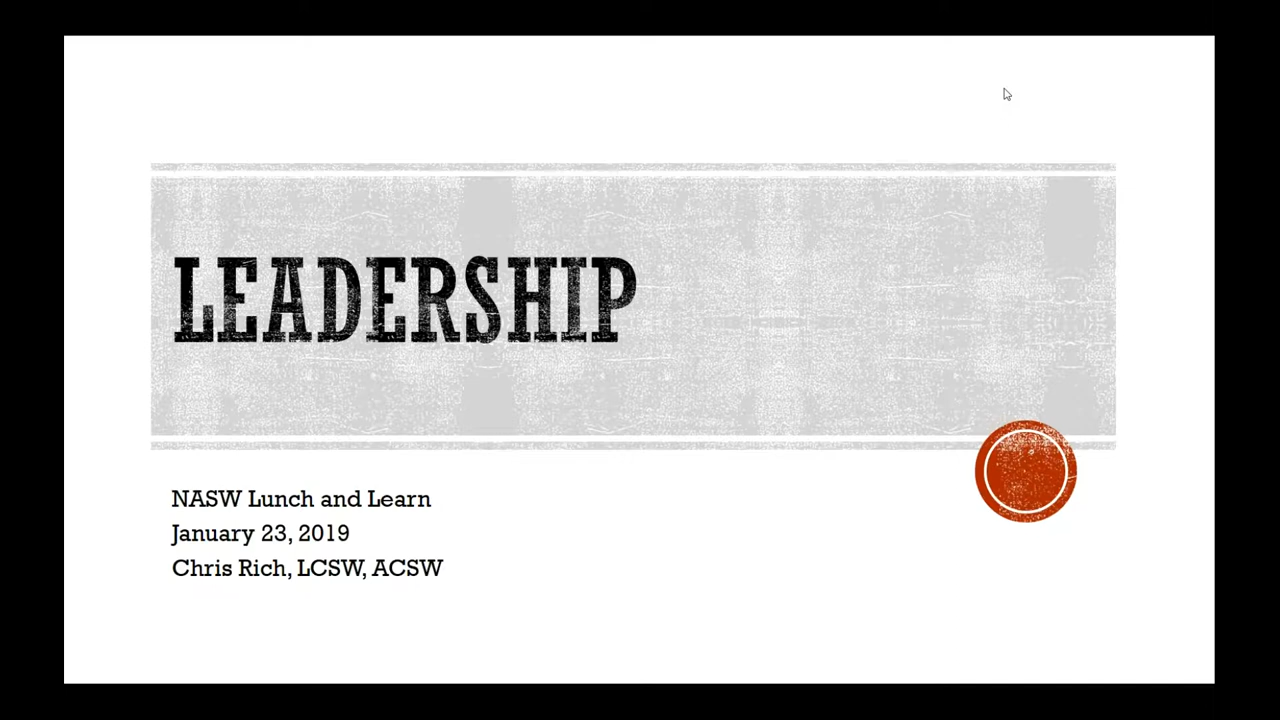 LEADERSHIP
NASW Lunch and Learn
January 23, 2019
Chris Rich, LCSW, ACSW